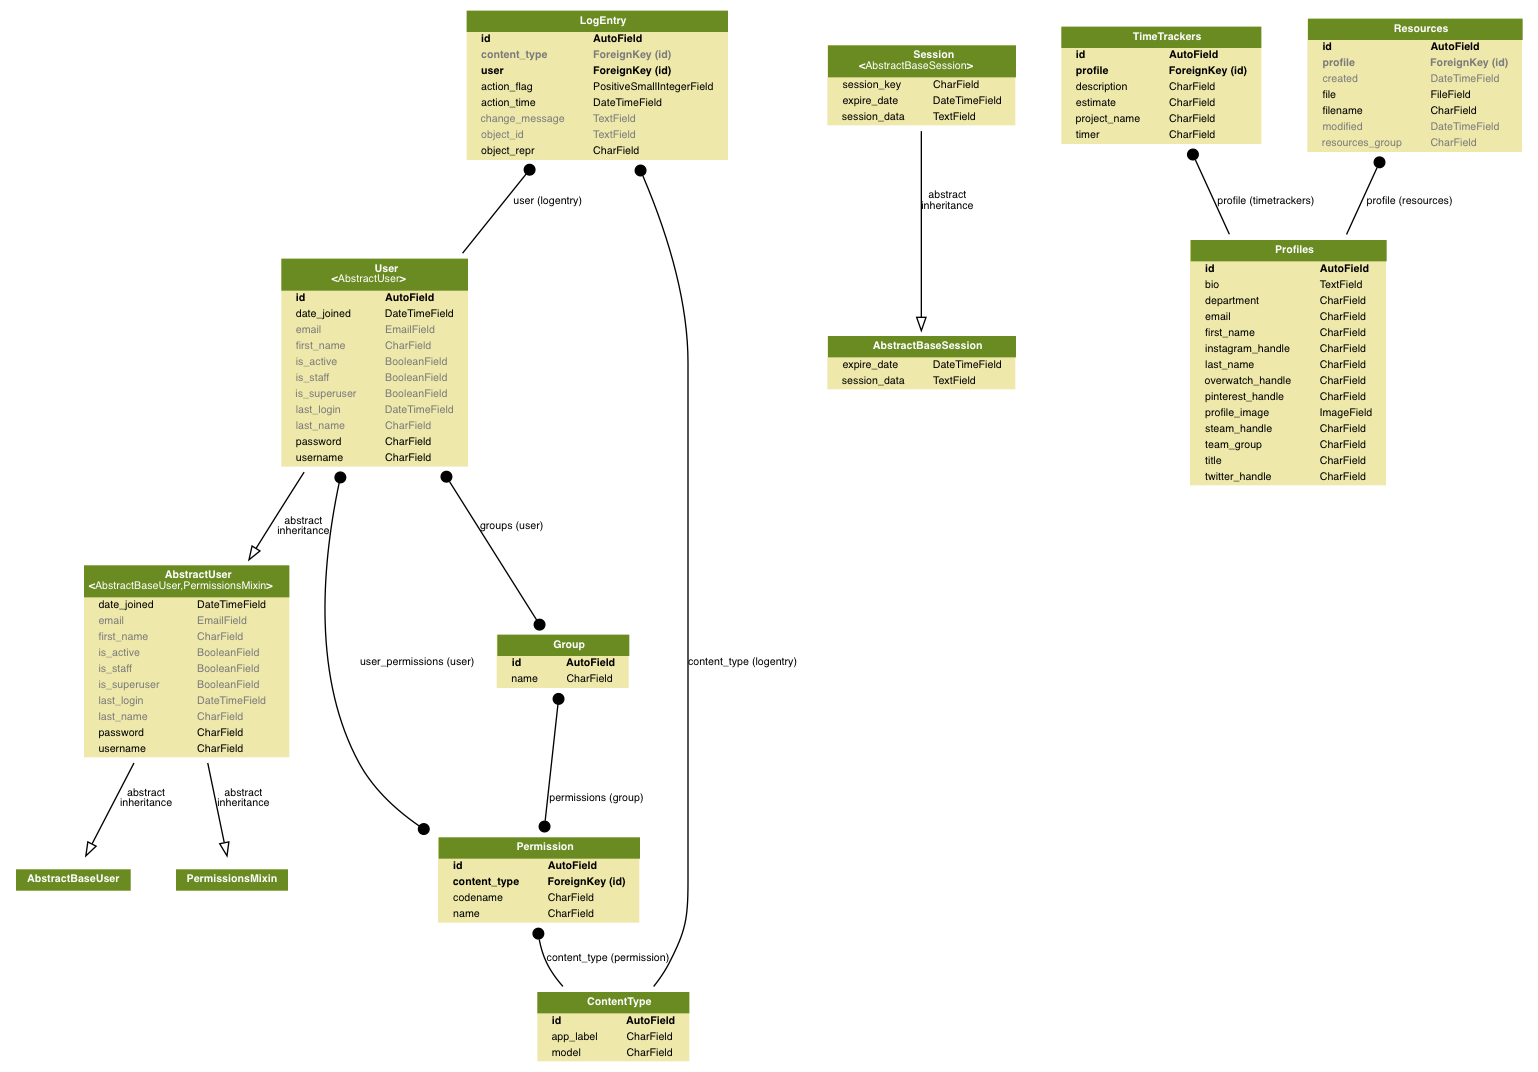 LogEntry
id AutoField
content_type ForeignKey (id)
user ForeignKey (id)
action_flag PositiveSmallIntegerField
action_time DateTimeField
change_message TextField
object_id TextField
object_repr CharField
user (logentry)
User
<AbstractUser>
id AutoField
date_joined DateTimeField
email EmailField
first_name CharField
is_active BooleanField
is_staff BooleanField
is_superuser BooleanField
last_login DateTimeField
last_name CharField
password CharField
username CharField
abstract
inheritance
groups (user)
AbstractUser
<AbstractBaseUser,PermissionsMixin>
date_joined DateTimeField
email EmailField
first_name CharField
is_active BooleanField
is_staff BooleanField
is_superuser BooleanField
last_login DateTimeField
last_name CharField
password CharField
username CharField
user_permissions (user)
Group
id AutoField
name CharField
content_type (logentry)
abstract
inheritance
abstract
inheritance
permissions (group)
AbstractBaseUser
PermissionsMixin
Permission
id AutoField
content_type ForeignKey (id)
codename CharField
name CharField
content_type (permission)
ContentType
id AutoField
app_label CharField
model CharField
Session
<AbstractBaseSession>
session_key CharField
expire_date DateTimeField
session_data TextField
abstract
inheritance
AbstractBaseSession
expire_date DateTimeField
session_data TextField
TimeTrackers
id AutoField
profile ForeignKey (id)
description CharField
estimate CharField
project_name CharField
timer CharField
Resources
id AutoField
profile ForeignKey (id)
created DateTimeField
file FileField
filename CharField
modified DateTimeField
resources_group CharField
profile (timetrackers)
profile (resources)
Profiles
id AutoField
bio TextField
department CharField
email CharField
first_name CharField
instagram_handle CharField
last_name CharField
overwatch_handle CharField
pinterest_handle CharField
profile_image ImageField
steam_handle CharField
team_group CharField
title CharField
twitter_handle CharField